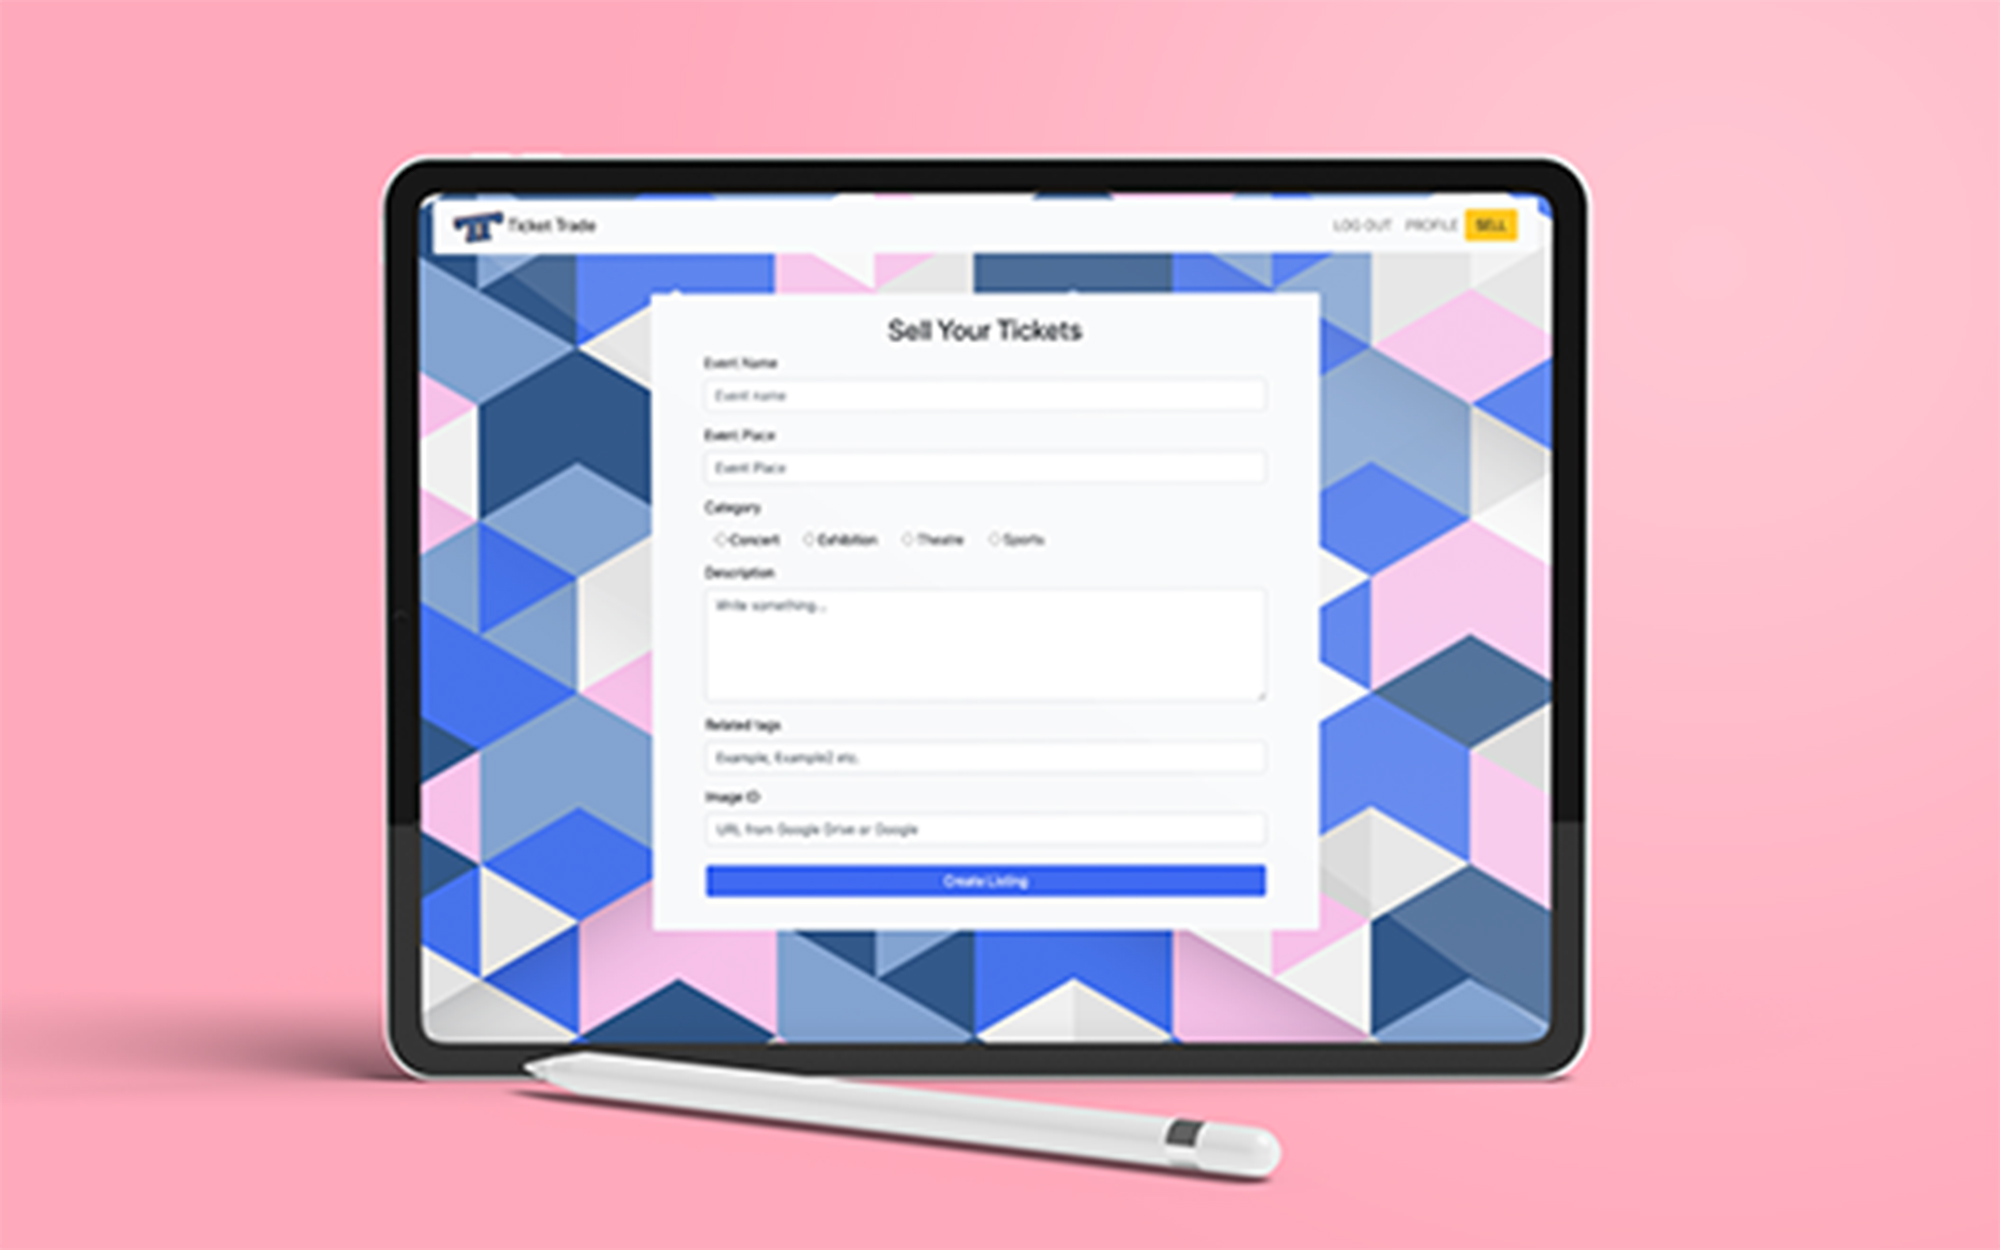 Ticket Trade
LOG OUT PROFILE SELL
Sell Your Tickets
Event Name
Event name
Event Place
Event Place
Category
Concert Exhibition Theatre Sports
Description
Write something...
Related tags
Example, Example2 etc.
Image ID
URL from Google Drive or Google
Create Listing